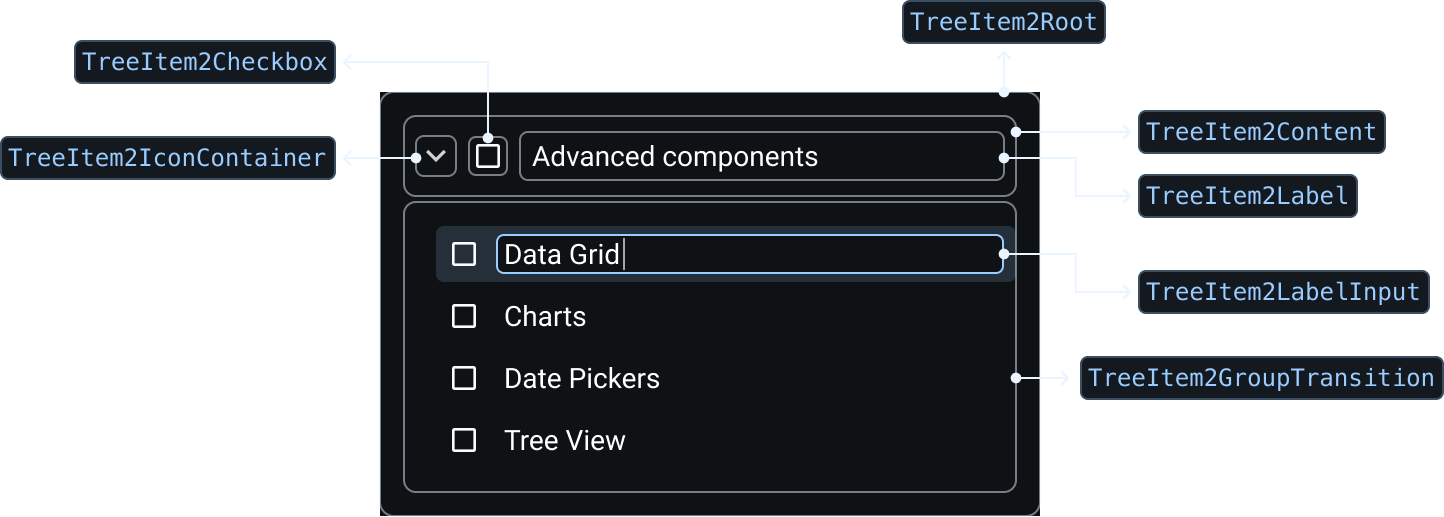 TreeItem2Root
TreeItem2Checkbox
TreeItem2Content
TreeItem2IconContainer
Advanced components
TreeItem2Label
Data Grid
TreeItem2LabelInput
Charts
Date Pickers
TreeItem2GroupTransition
Tree View